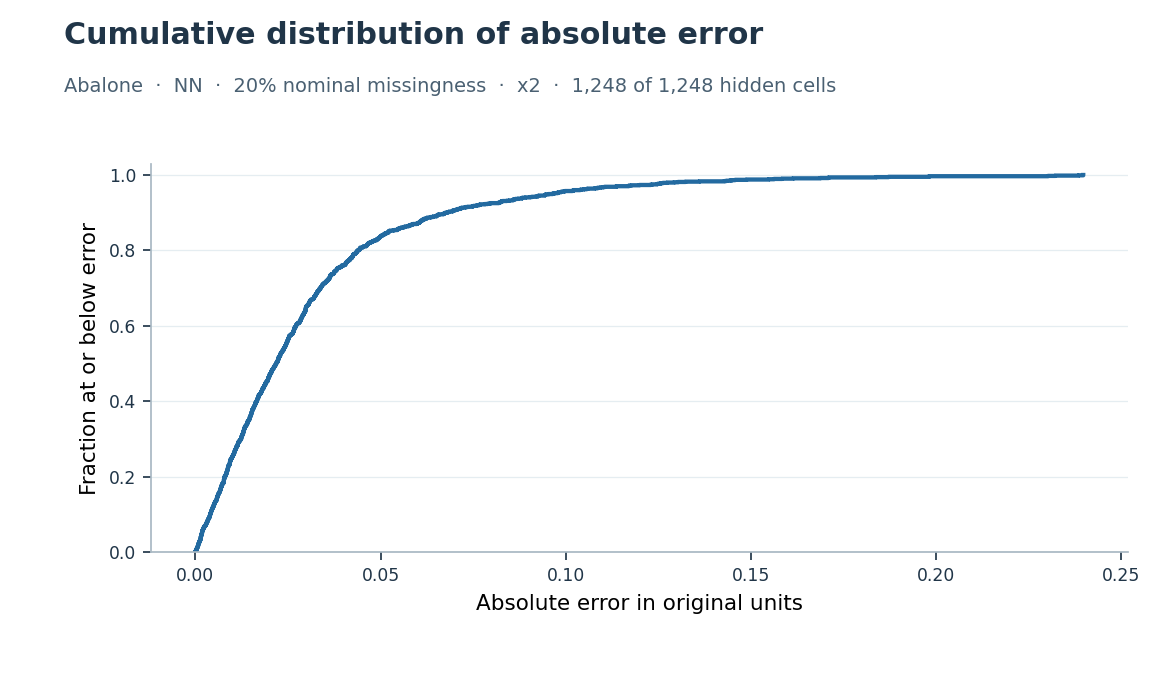 Cumulative distribution of absolute error
Abalone · NN · 20% nominal missingness · x2 · 1,248 of 1,248 hidden cells
Fraction at or below error
1.0
0.8
0.6
0.4
0.2
0.0
0.00 0.05 0.10 0.15 0.20 0.25
Absolute error in original units